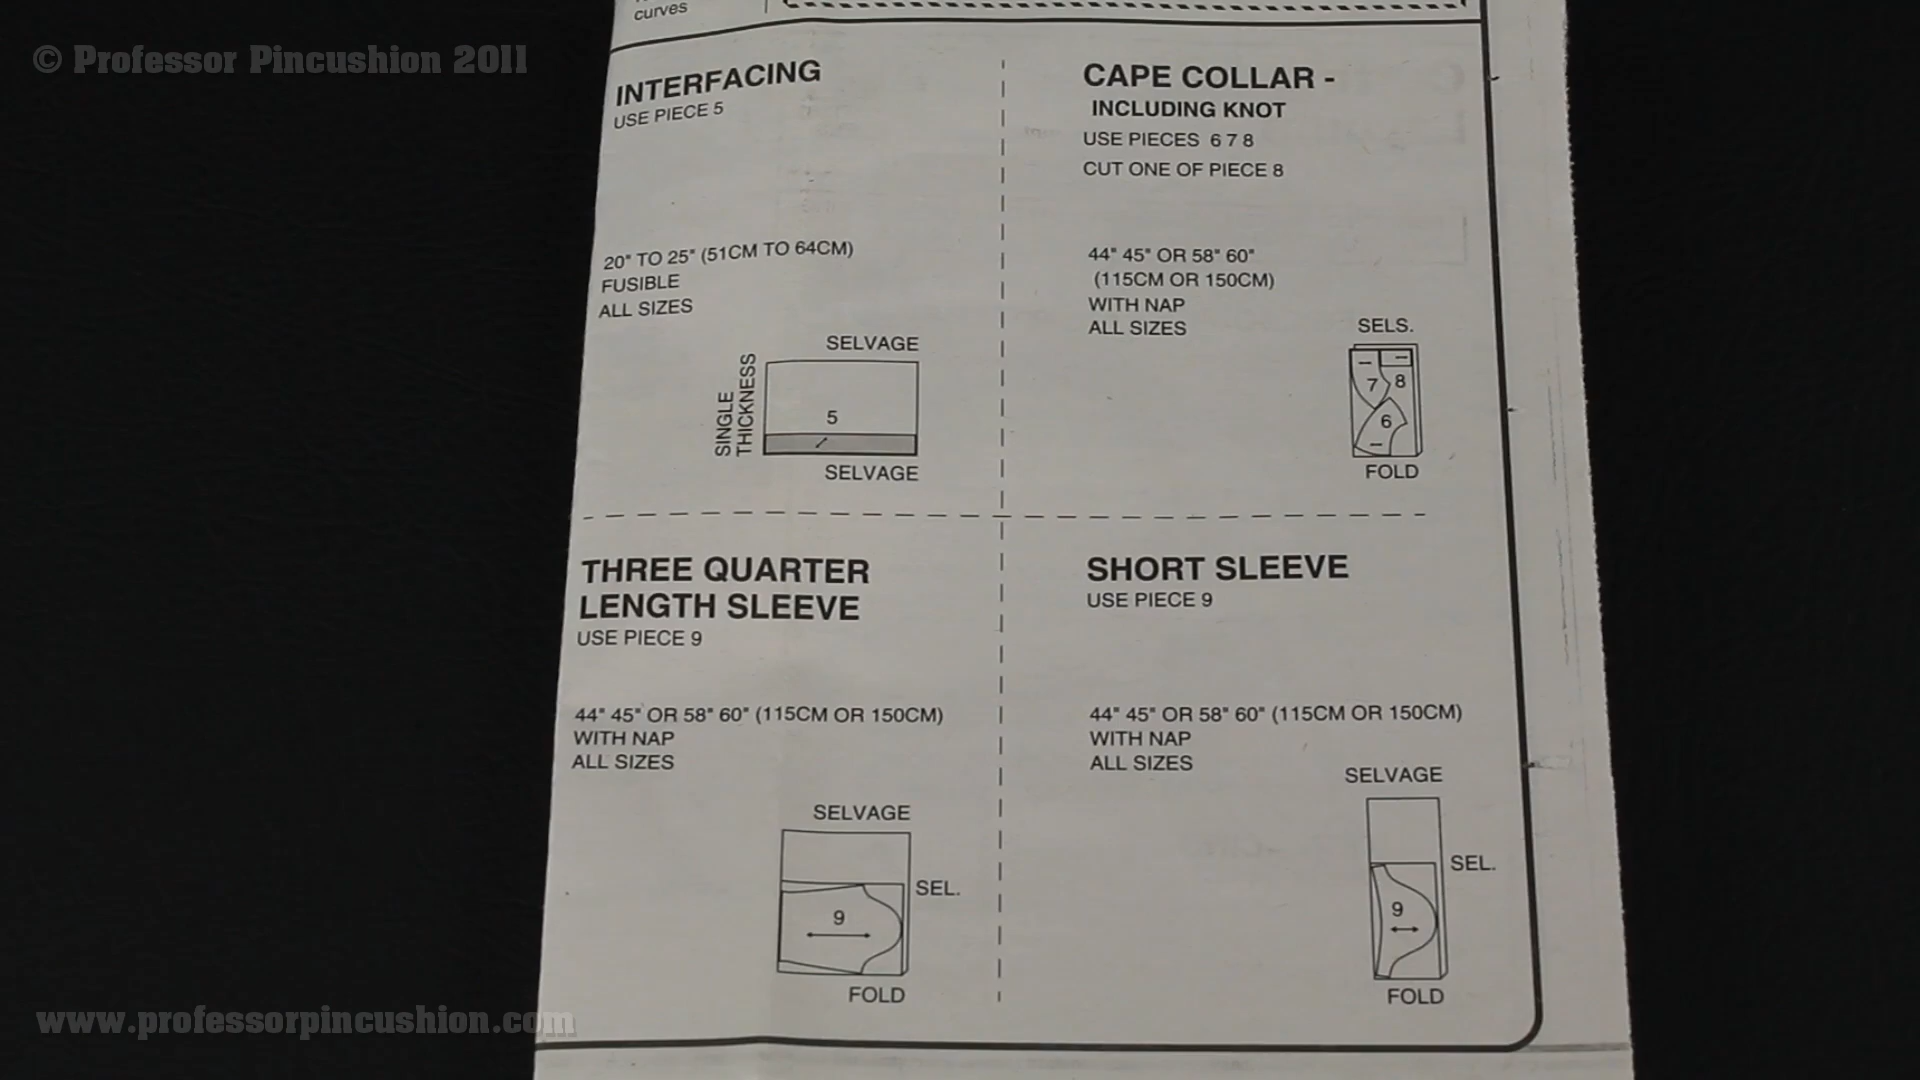 © Professor Pincushion 2011
curves
INTERFACING
USE PIECE 5
20" TO 25" (51CM TO 64CM)
FUSIBLE
ALL SIZES
SELVAGE
SINGLE
THICKNESS
5
SELVAGE
CAPE COLLAR -
INCLUDING KNOT
USE PIECES 6 7 8
CUT ONE OF PIECE 8
44" 45" OR 58" 60"
(115CM OR 150CM)
WITH NAP
ALL SIZES
SELS.
7 8
6
FOLD
THREE QUARTER
LENGTH SLEEVE
USE PIECE 9
44" 45" OR 58" 60" (115CM OR 150CM)
WITH NAP
ALL SIZES
SELVAGE
SEL.
9
FOLD
SHORT SLEEVE
USE PIECE 9
44" 45" OR 58" 60" (115CM OR 150CM)
WITH NAP
ALL SIZES
SELVAGE
SEL.
9
FOLD
www.professorpincushion.com